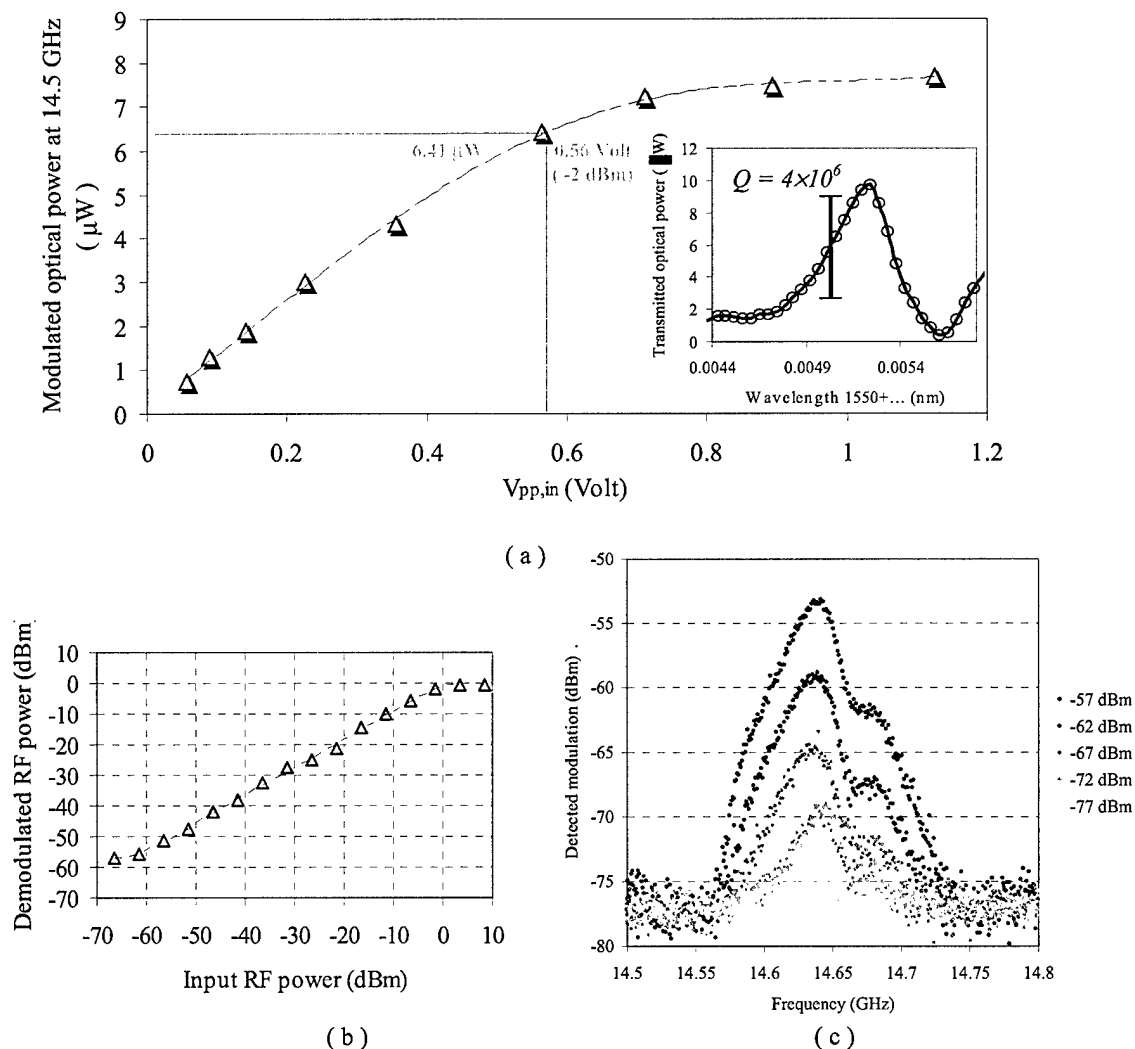 Modulated optical power at 14.5 GHz
( μW)
9
8
7
6
5
4
3
2
1
0
6.41 μW
0.56 Volt
( -2 dBm)
0
0.2
0.4
0.6
0.8
1
1.2
Vpp,in (Volt)
Transmitted optical power ( W)
12
10
8
6
4
2
0
Q = 4×10⁶
0.0044
0.0049
0.0054
Wavelength 1550+... (nm)
( a )
Demodulated RF power (dBm)
10
0
-10
-20
-30
-40
-50
-60
-70
-70
-60
-50
-40
-30
-20
-10
0
10
Input RF power (dBm)
( b )
Detected modulation (dBm)
-50
-55
-60
-65
-70
-75
-80
14.5
14.55
14.6
14.65
14.7
14.75
14.8
Frequency (GHz)
-57 dBm
-62 dBm
-67 dBm
-72 dBm
-77 dBm
( c )